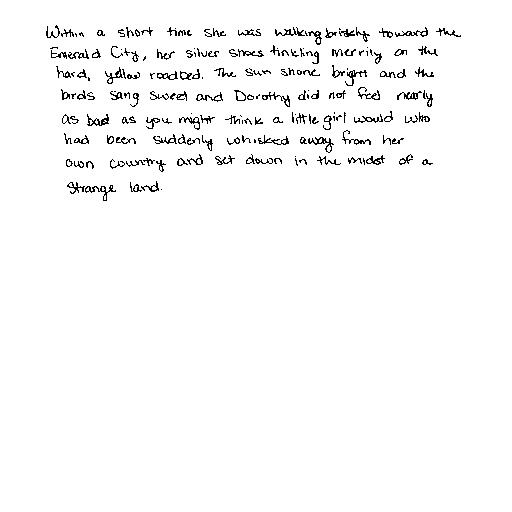 Within a short time she was walking briskly toward the
Emerald City, her silver shoes tinkling merrily on the
hard, yellow roadbed. The sun shone bright and the
birds sang sweet and Dorothy did not feel nearly
as bad as you might think a little girl would who
had been suddenly whisked away from her
own country and set down in the midst of a
strange land.